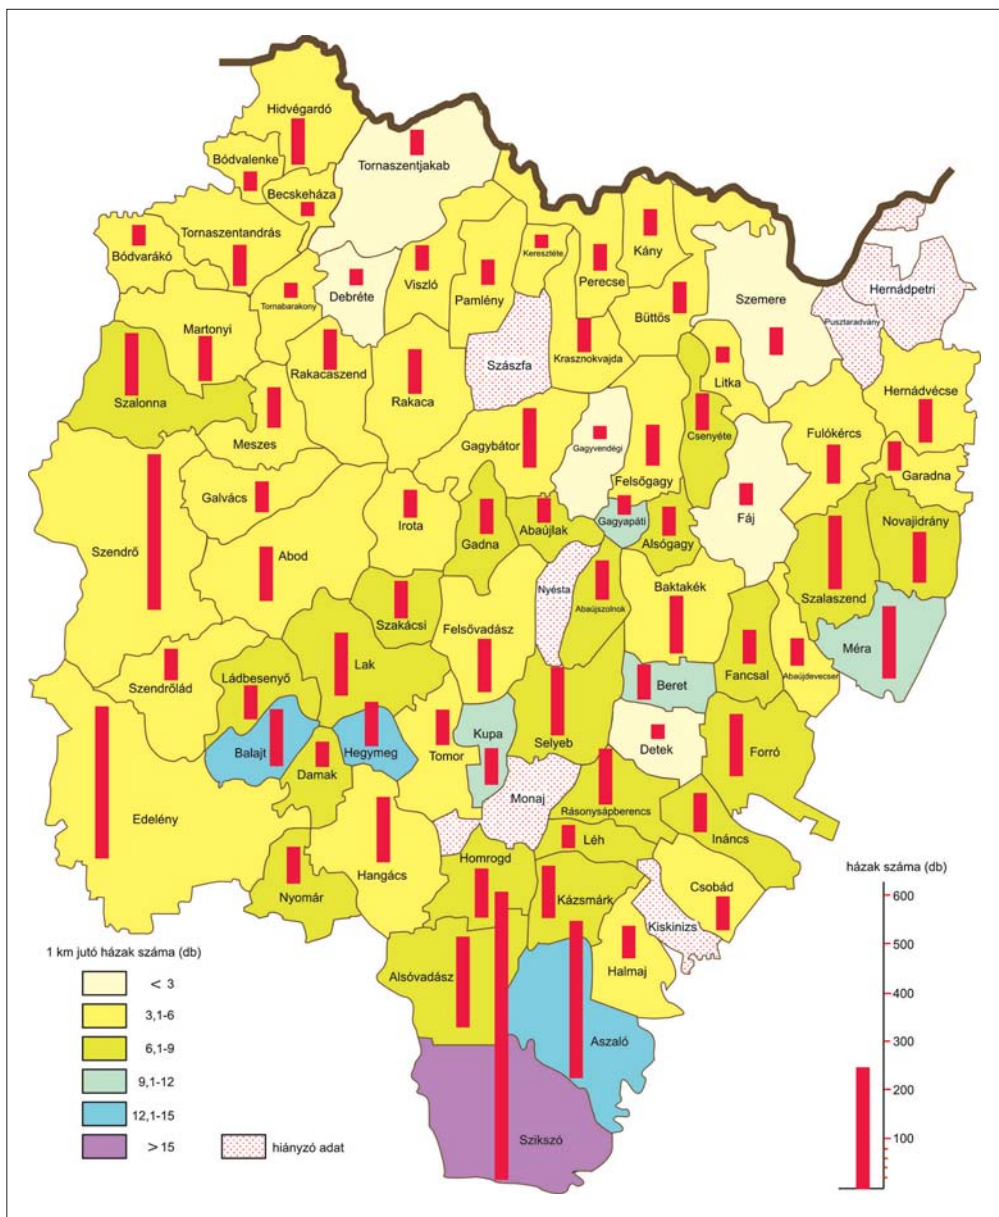 Hidvégardó
Bódvalenke
Tornaszentjakab
Becskeháza
Tornaszentandrás
Bódvarákó
Keresztéte
Kány
Perecse
Viszló
Pamlény
Debréte
Tornabarakony
Hernádpetri
Szemere
Pusztaradvány
Büttös
Martonyi
Krasznokvajda
Szászfa
Rakacaszend
Litka
Rakaca
Szalonna
Hernádvécse
Meszes
Gagybátor
Gagyvendégi
Csenyéte
Fulókércs
Felsőgagy
Garadna
Galvács
Irota
Fáj
Novajidrány
Szendrő
Abod
Gadna
Abaújlak
Gagyapáti
Alsógagy
Nyésta
Baktakék
Szalaszend
Abaújszolnok
Szakácsi
Felsővadász
Méra
Lak
Szendrőlád
Ládbesenyő
Beret
Fancsal
Abaújdevecser
Kupa
Selyeb
Detek
Forró
Balajt
Hegymeg
Tomor
Damak
Monaj
Rásonysápberencs
Edelény
Léh
Ináncs
Homrogd
Hangács
Nyomár
Kázsmárk
Csobád
Kiskinizs
Halmaj
Alsóvadász
Aszaló
Szikszó
1 km jutó házak száma (db)
< 3
3,1-6
6,1-9
9,1-12
12,1-15
>15
hiányzó adat
házak száma (db)
600
500
400
300
200
100